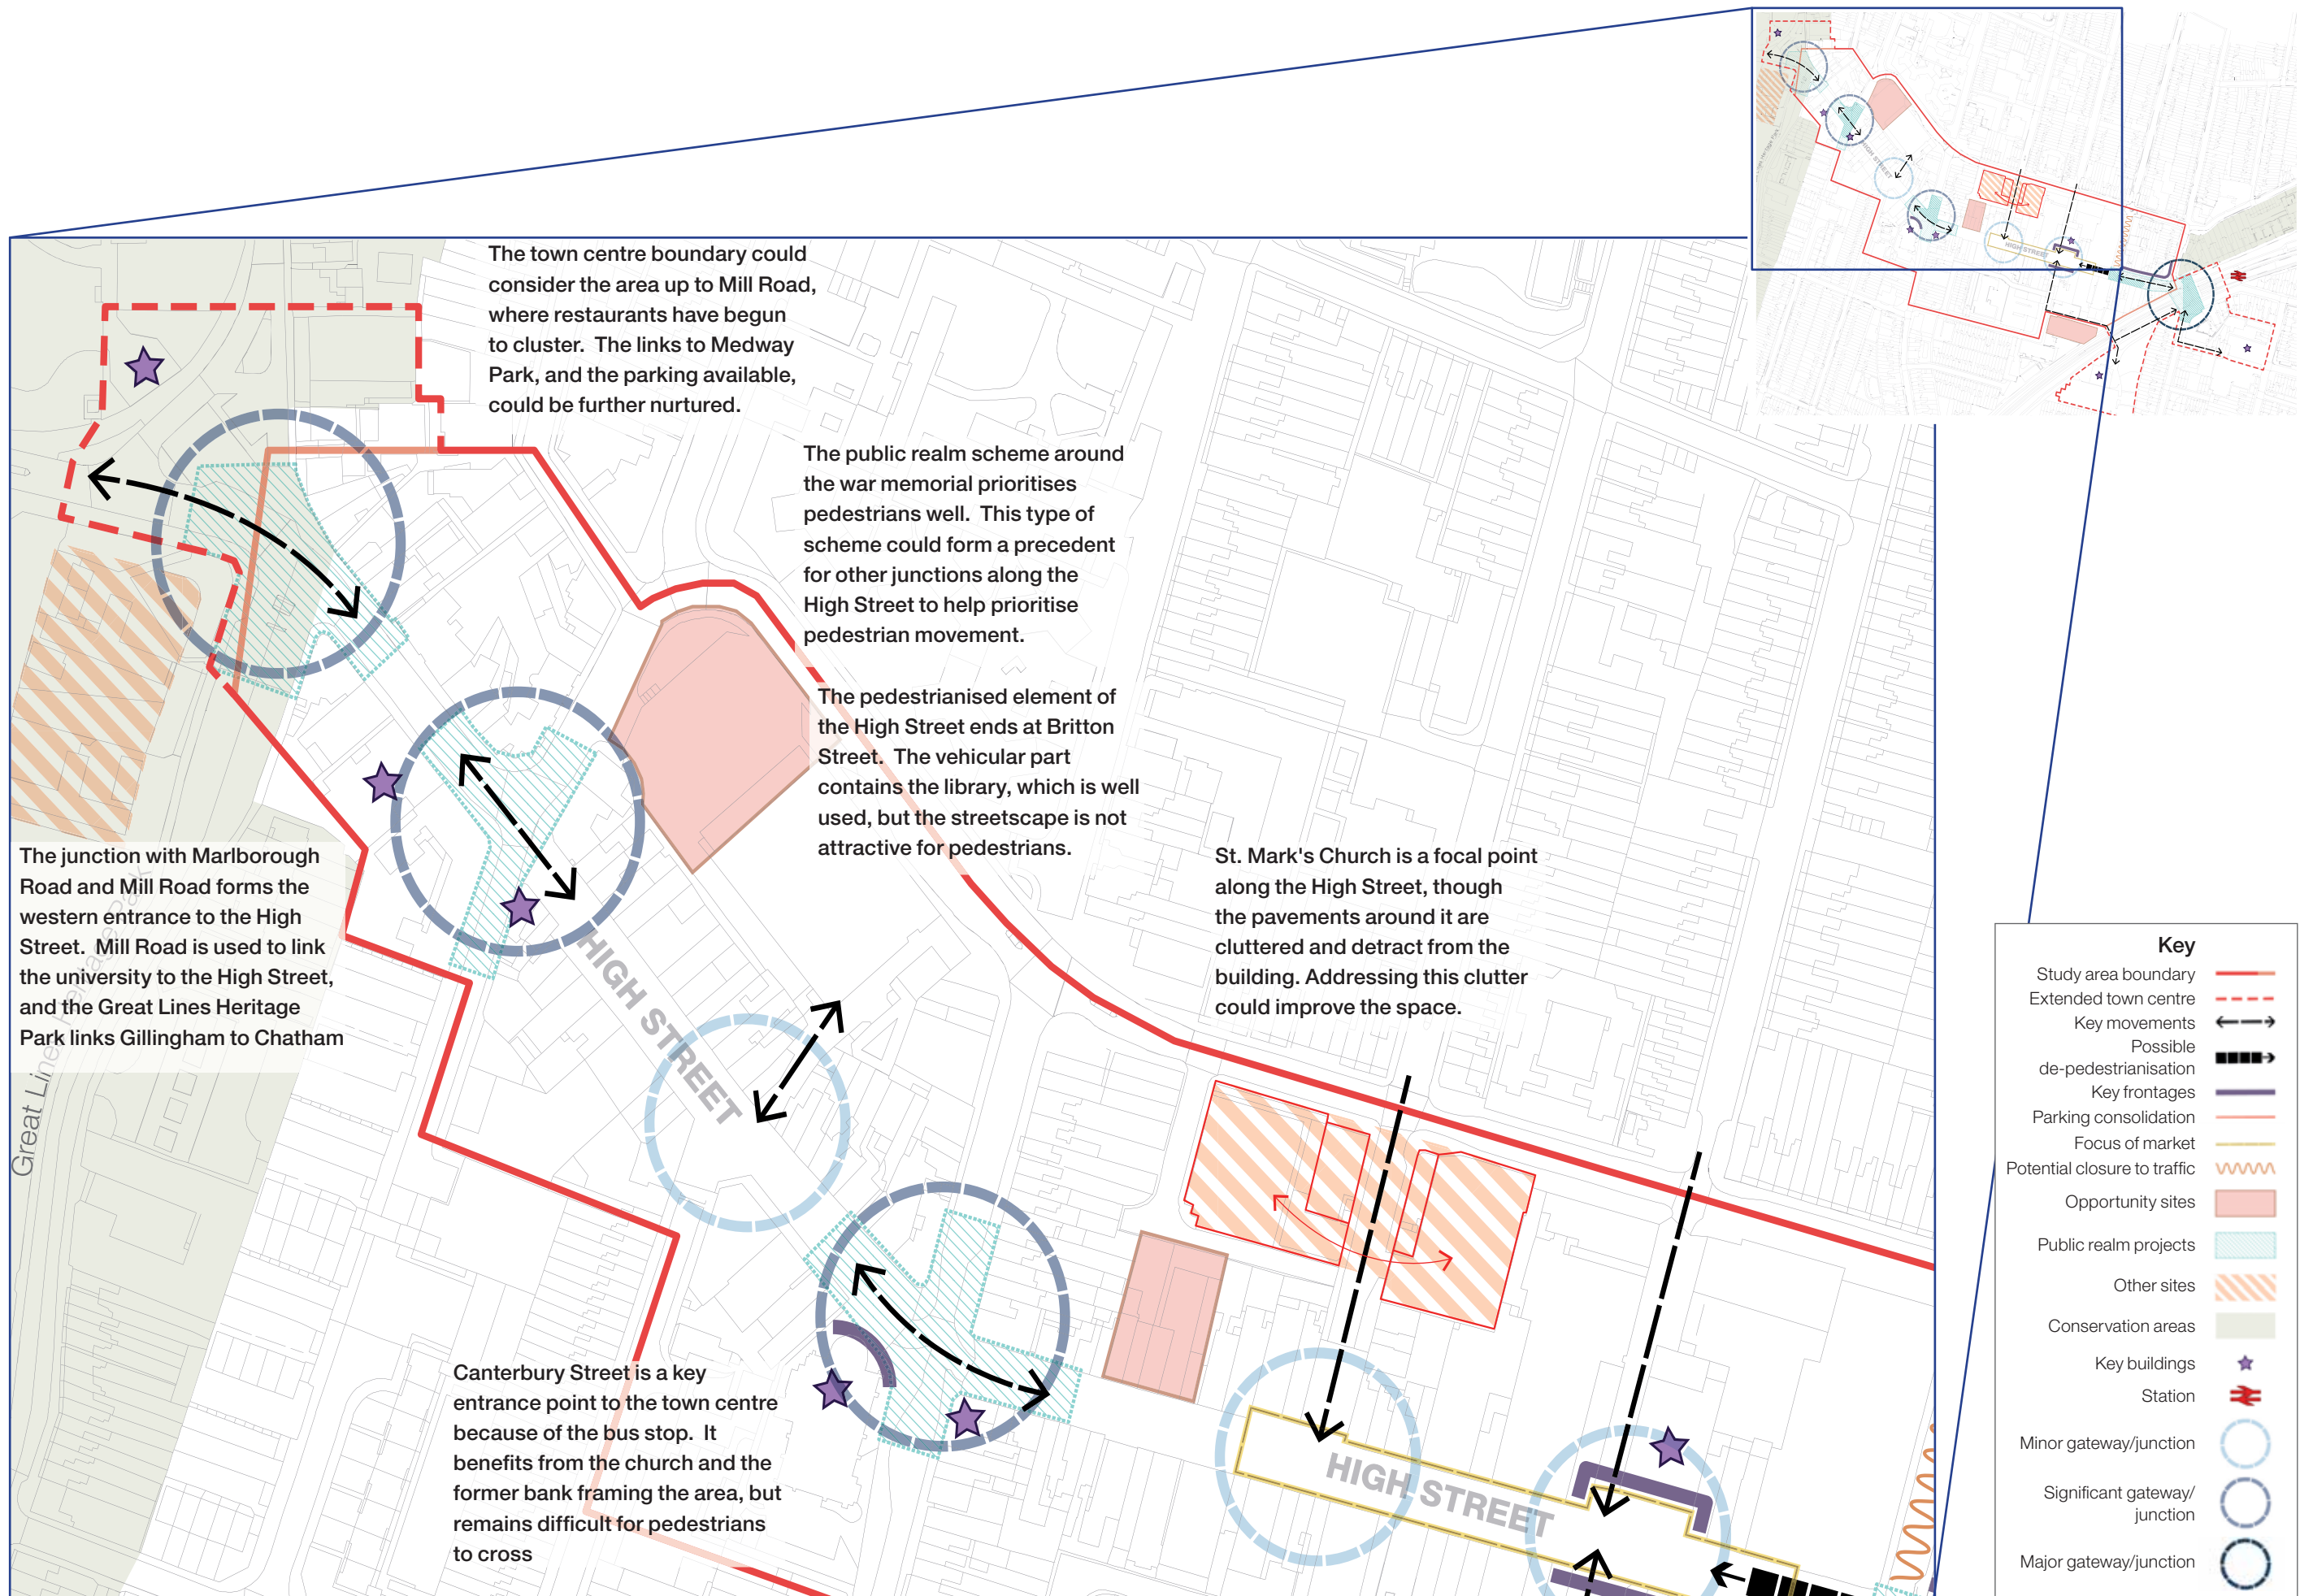 The town centre boundary could
consider the area up to Mill Road,
where restaurants have begun
to cluster.  The links to Medway
Park, and the parking available,
could be further nurtured.
The public realm scheme around
the war memorial prioritises
pedestrians well.  This type of
scheme could form a precedent
for other junctions along the
High Street to help prioritise
pedestrian movement.
The pedestrianised element of
the High Street ends at Britton
Street.  The vehicular part
contains the library, which is well
used, but the streetscape is not
attractive for pedestrians.
The junction with Marlborough
Road and Mill Road forms the
western entrance to the High
Street.  Mill Road is used to link
the university to the High Street,
and the Great Lines Heritage
Park links Gillingham to Chatham
St. Mark's Church is a focal point
along the High Street, though
the pavements around it are
cluttered and detract from the
building. Addressing this clutter
could improve the space.
Canterbury Street is a key
entrance point to the town centre
because of the bus stop.  It
benefits from the church and the
former bank framing the area, but
remains difficult for pedestrians
to cross
Great Lines Heritage Park
HIGH STREET
HIGH STREET
HIGH STREET
HIGH STREET
Key
Study area boundary
Extended town centre
Key movements
Possible
de-pedestrianisation
Key frontages
Parking consolidation
Focus of market
Potential closure to traffic
Opportunity sites
Public realm projects
Other sites
Conservation areas
Key buildings
Station
Minor gateway/junction
Significant gateway/
junction
Major gateway/junction